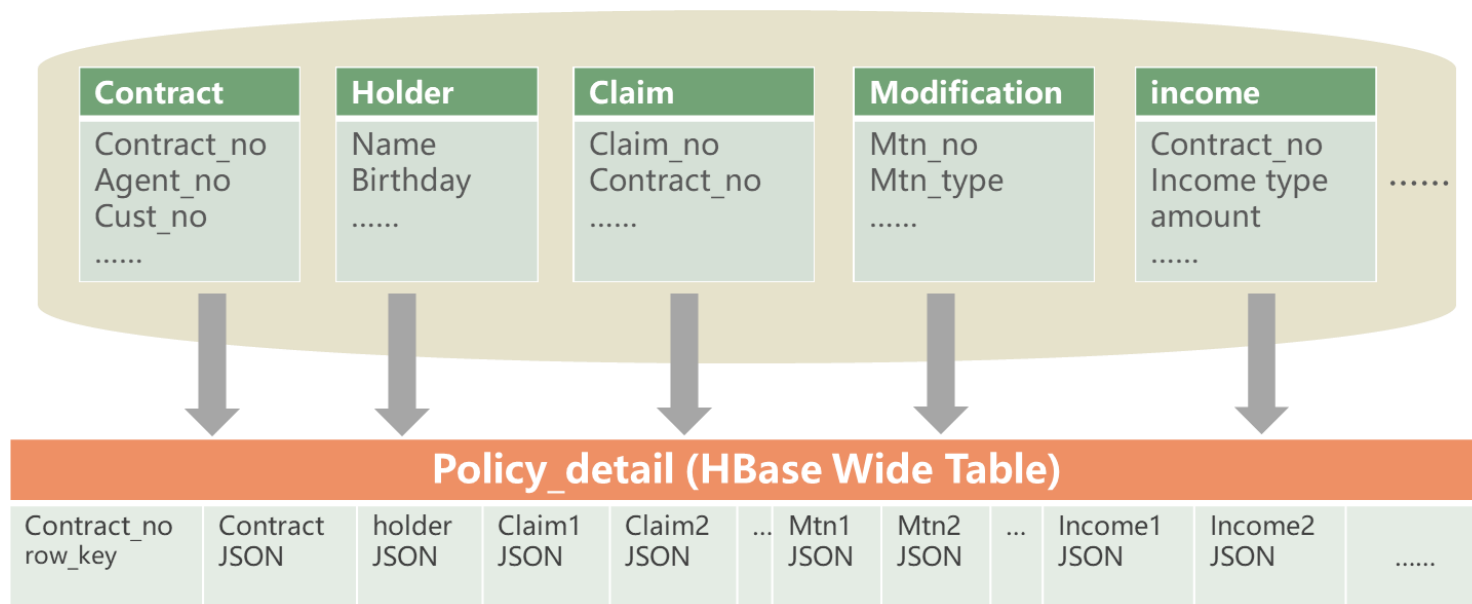 Contract
Contract_no
Agent_no
Cust_no
......
Holder
Name
Birthday
......
Claim
Claim_no
Contract_no
......
Modification
Mtn_no
Mtn_type
......
income
Contract_no
Income type
amount
......
......
Policy_detail (HBase Wide Table)
Contract_no
row_key
Contract
JSON
holder
JSON
Claim1
JSON
Claim2
JSON
...
Mtn1
JSON
Mtn2
JSON
...
Income1
JSON
Income2
JSON
......